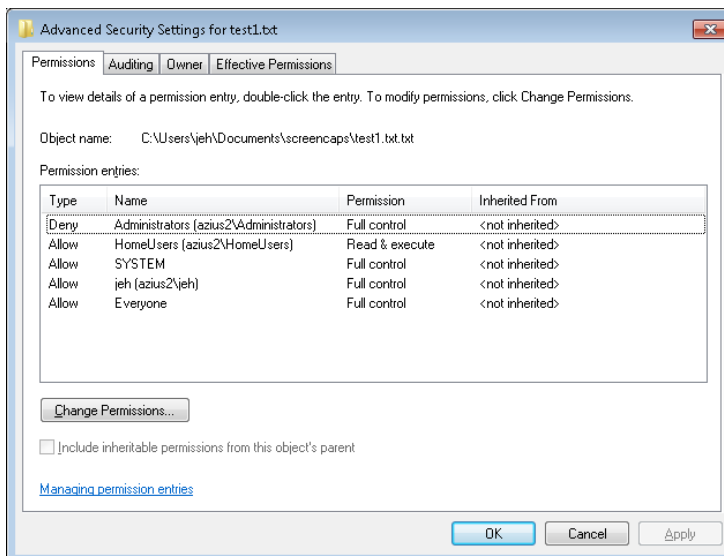 Advanced Security Settings for test1.txt
Permissions Auditing Owner Effective Permissions
To view details of a permission entry, double-click the entry. To modify permissions, click Change Permissions.
Object name: C:\Users\jeh\Documents\screencaps\test1.txt.txt
Permission entries:
Type Name Permission Inherited From
Deny Administrators (azius2\Administrators) Full control <not inherited>
Allow HomeUsers (azius2\HomeUsers) Read & execute <not inherited>
Allow SYSTEM Full control <not inherited>
Allow jeh (azius2\jeh) Full control <not inherited>
Allow Everyone Full control <not inherited>
Change Permissions...
Include inheritable permissions from this object's parent
Managing permission entries
OK Cancel Apply